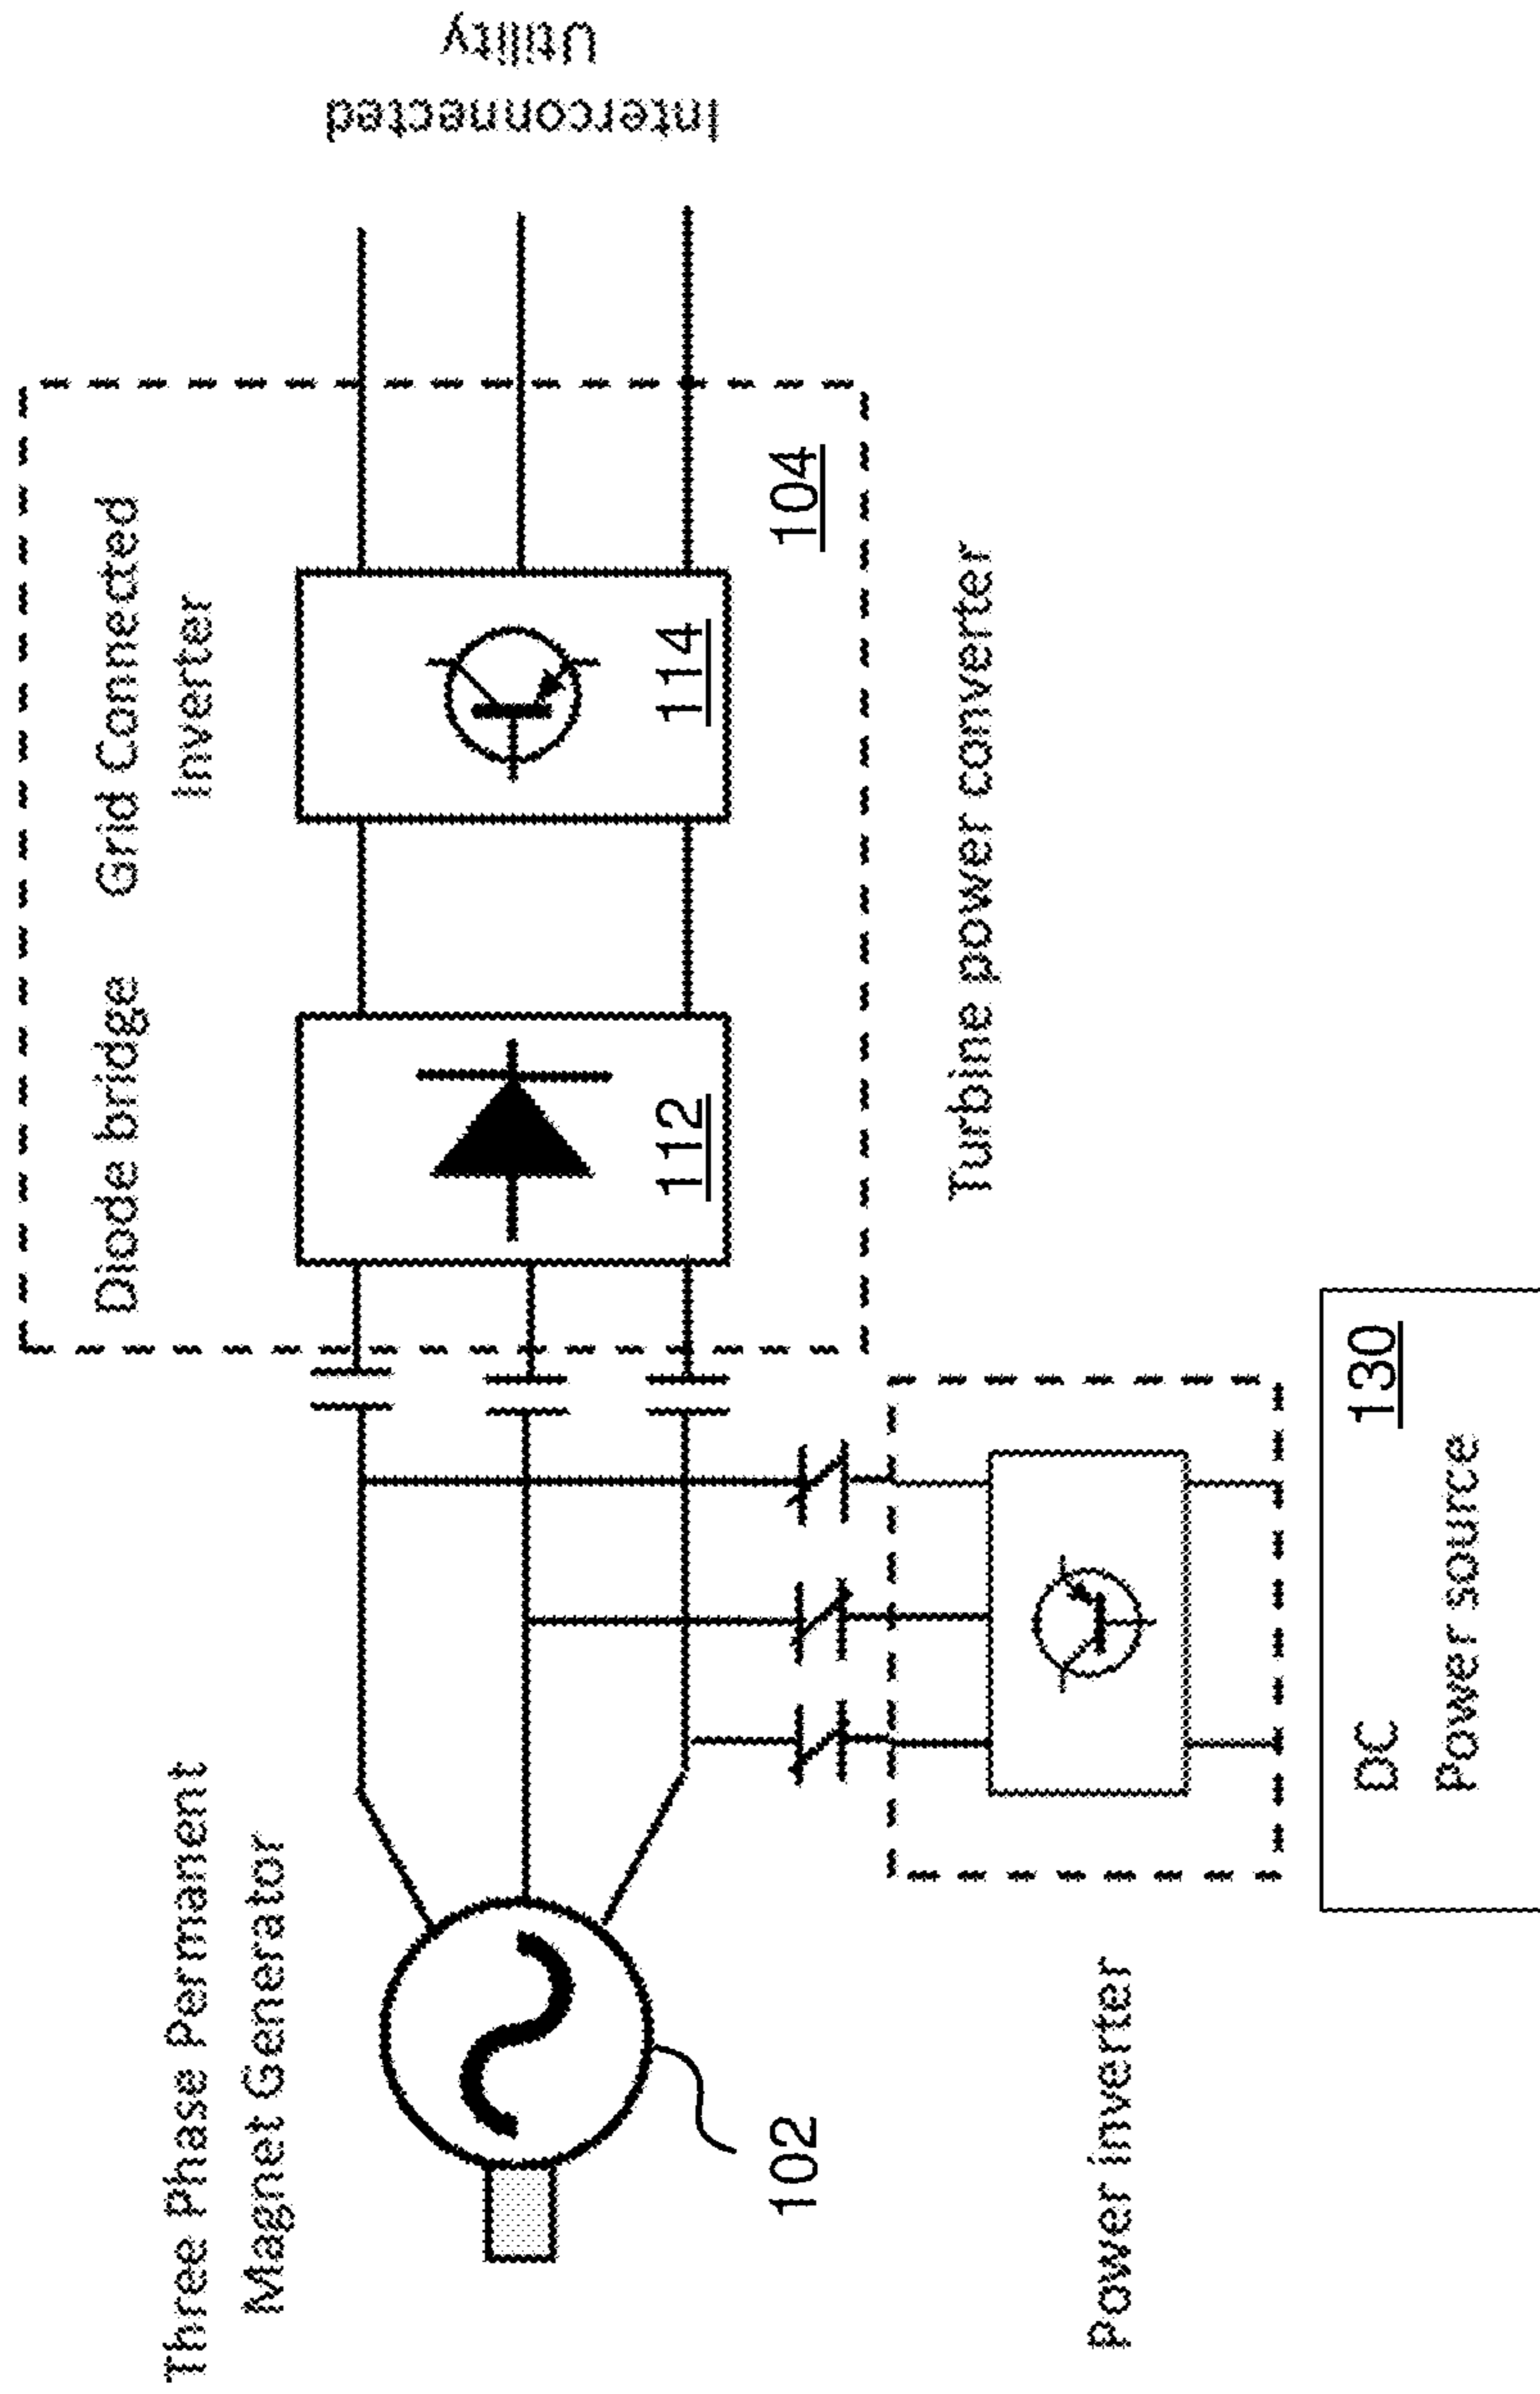 Three Phase Permanent
Magnet Generator
Diode bridge
Grid Connected
Inverter
Interconnected
Utility
112
114
104
Turbine power converter
102
Power inverter
130
DC
Power source